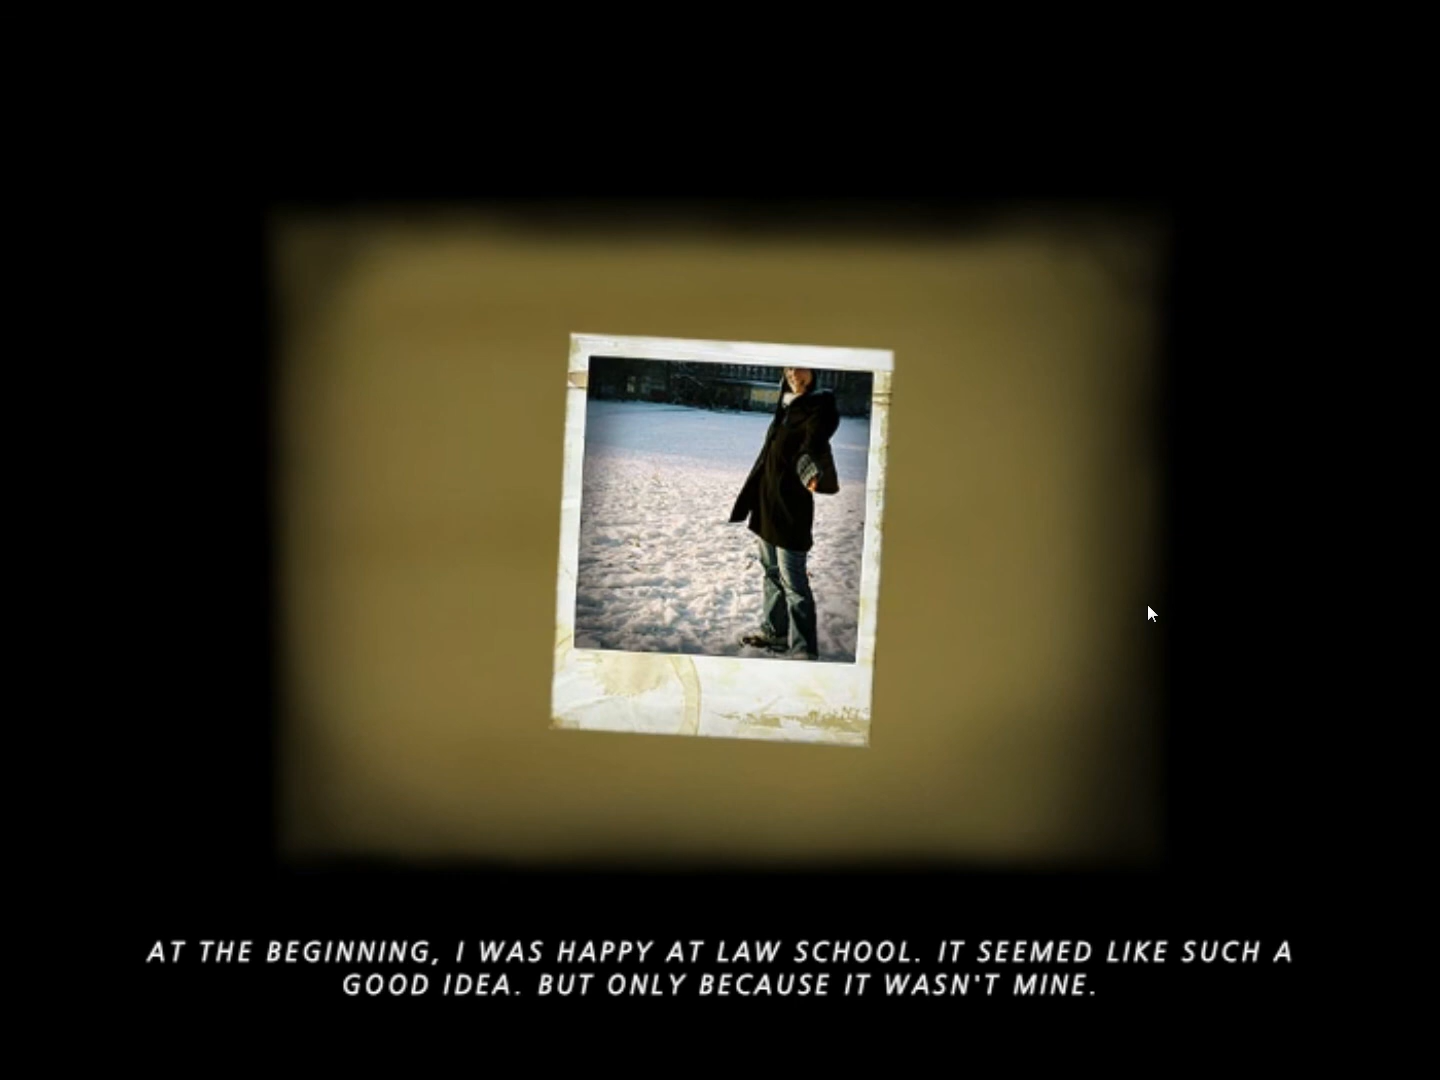 AT THE BEGINNING, I WAS HAPPY AT LAW SCHOOL. IT SEEMED LIKE SUCH A
GOOD IDEA. BUT ONLY BECAUSE IT WASN'T MINE.